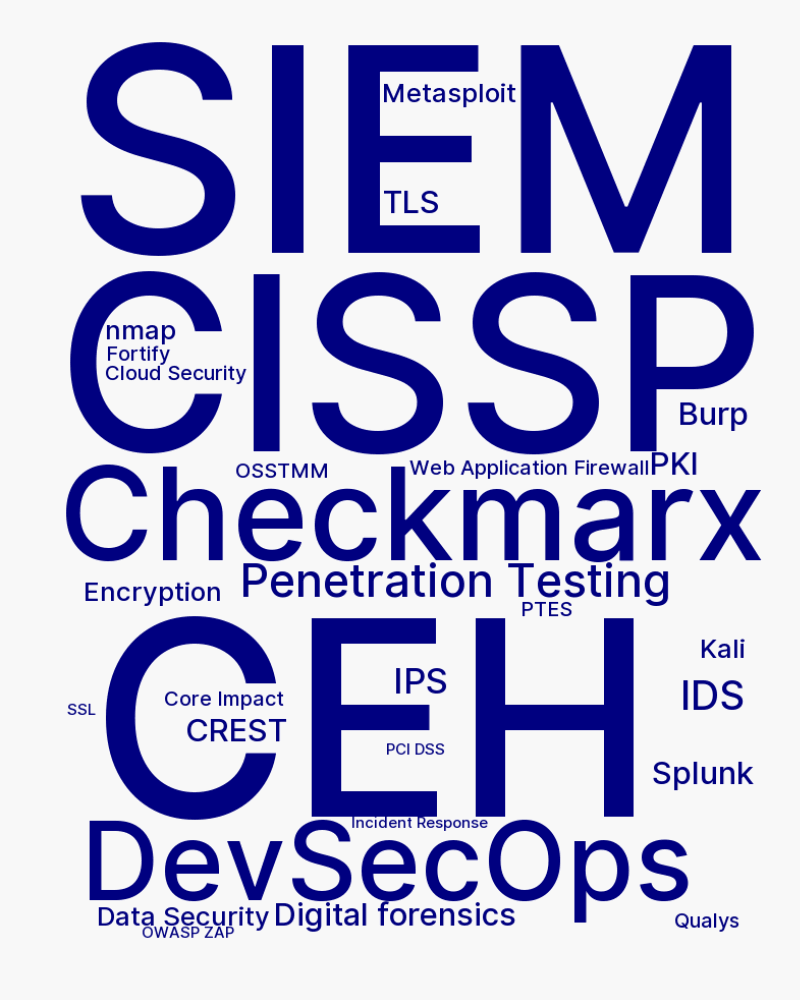 SIEM
Metasploit
TLS
CISSP
nmap
Fortify
Cloud Security
Burp
OSSTMM
Web Application Firewall
PKI
Checkmarx
Penetration Testing
Encryption
PTES
CEH
Kali
IPS
IDS
Core Impact
SSL
CREST
PCI DSS
Splunk
Incident Response
DevSecOps
Data Security
Digital forensics
Qualys
OWASP ZAP